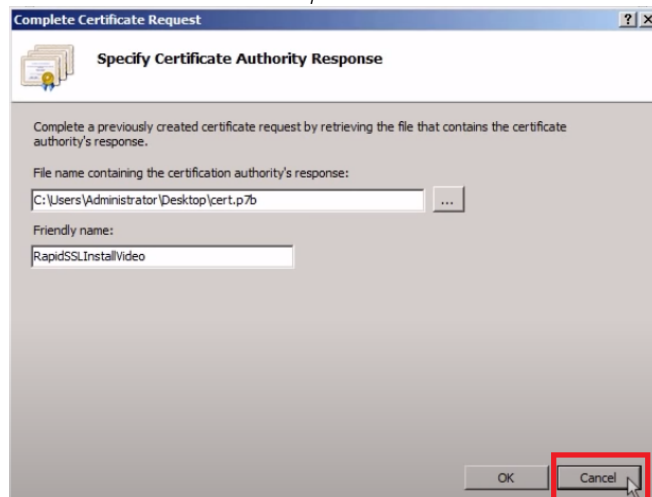 Complete Certificate Request
Specify Certificate Authority Response
Complete a previously created certificate request by retrieving the file that contains the certificate
authority's response.
File name containing the certification authority's response:
C:\Users\Administrator\Desktop\cert.p7b
...
Friendly name:
RapidSSLInstallVideo
OK
Cancel